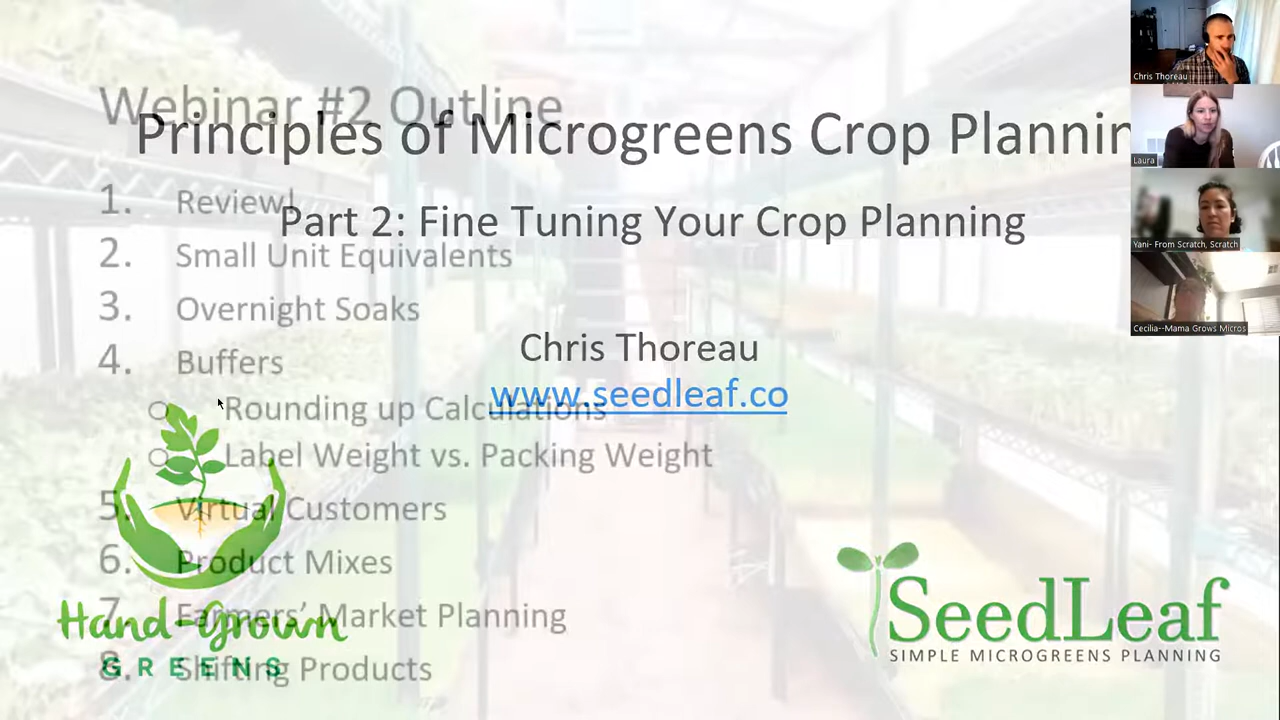 Webinar #2 Outline
Principles of Microgreens Crop Plannin
1. Review
Part 2: Fine Tuning Your Crop Planning
2. Small Unit Equivalents
3. Overnight Soaks
Chris Thoreau
4. Buffers
www.seedleaf.co
○ Rounding up Calculations
○ Label Weight vs. Packing Weight
5. Virtual Customers
6. Product Mixes
7. Farmers' Market Planning
8. Shifting Products
Hand-Grown
GREENS
SeedLeaf
SIMPLE MICROGREENS PLANNING
Chris Thoreau
Laura
Yani- From Scratch, Scratch
Cecilia--Mama Grows Micros